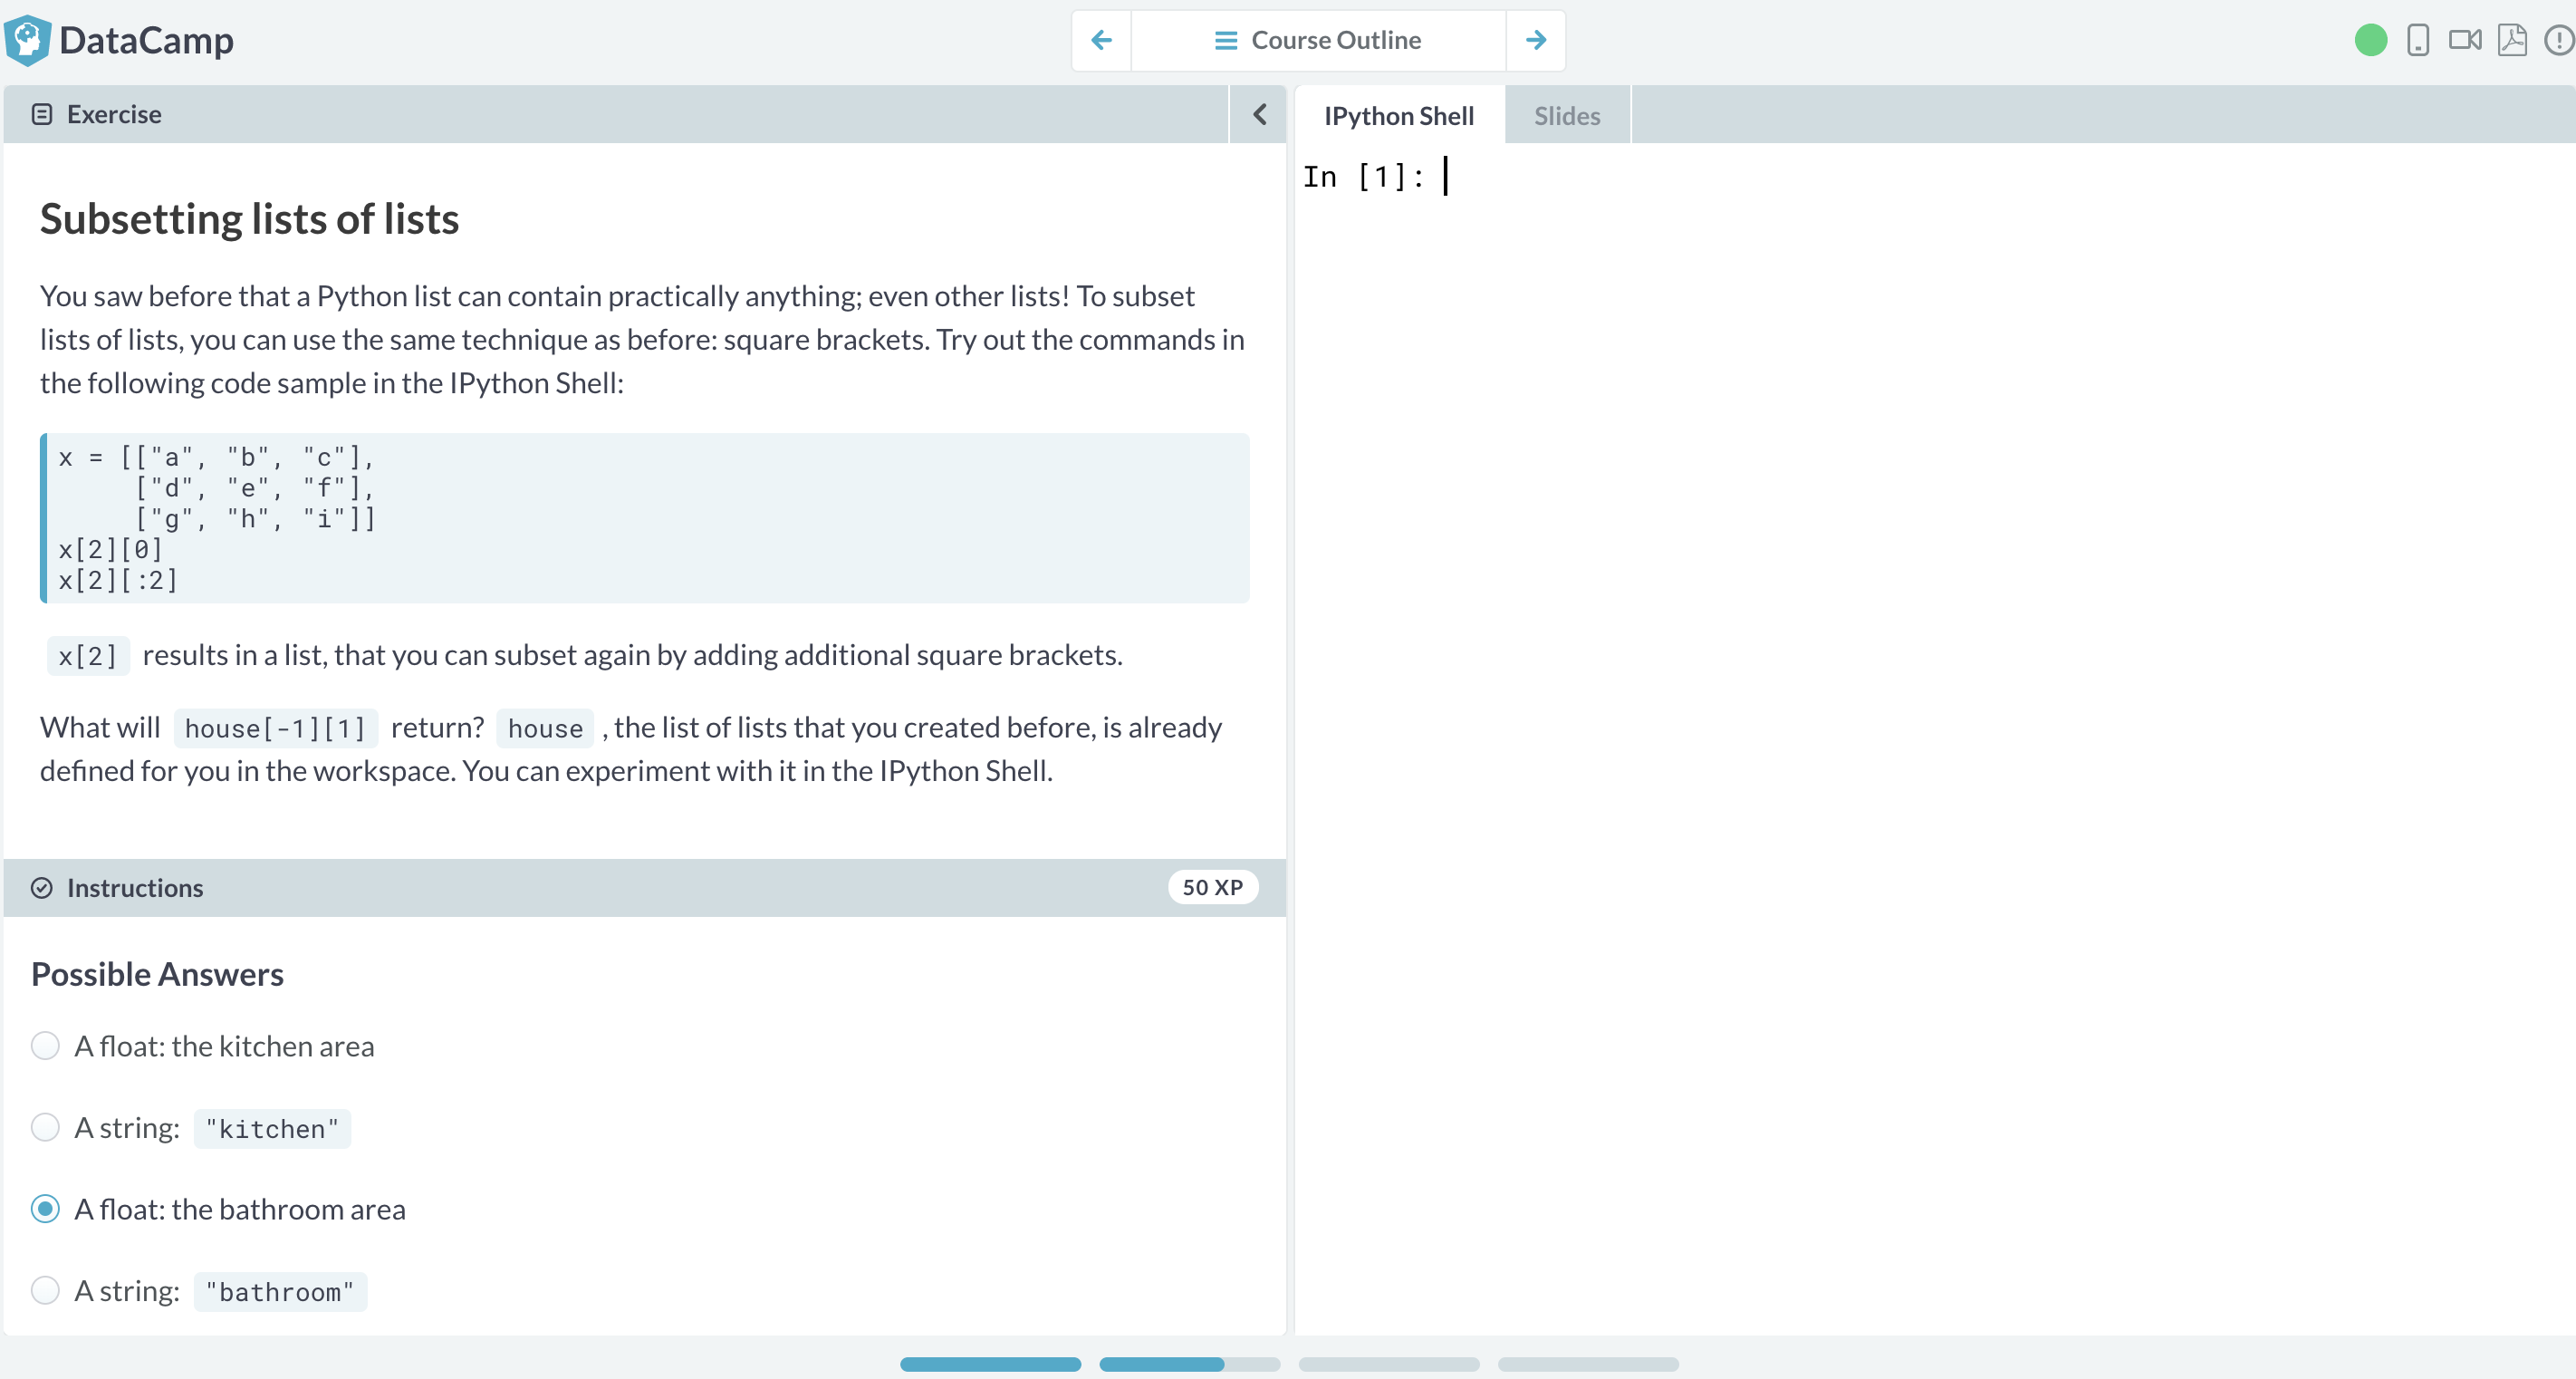 DataCamp
Course Outline
Exercise
IPython Shell
Slides
In [1]:
Subsetting lists of lists
You saw before that a Python list can contain practically anything; even other lists! To subset
lists of lists, you can use the same technique as before: square brackets. Try out the commands in
the following code sample in the IPython Shell:
x = [["a", "b", "c"],
     ["d", "e", "f"],
     ["g", "h", "i"]]
x[2][0]
x[2][:2]
x[2] results in a list, that you can subset again by adding additional square brackets.
What will house[-1][1] return? house , the list of lists that you created before, is already
defined for you in the workspace. You can experiment with it in the IPython Shell.
Instructions
50 XP
Possible Answers
A float: the kitchen area
A string: "kitchen"
A float: the bathroom area
A string: "bathroom"